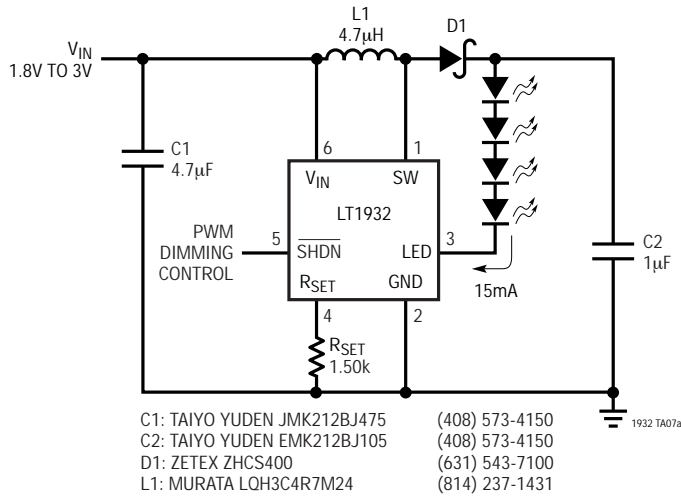 L1
4.7µH
D1
VIN
1.8V TO 3V
C1
4.7µF
6
1
VIN
SW
LT1932
PWM
DIMMING
CONTROL
5
SHDN
LED
3
RSET
GND
15mA
C2
1µF
4
2
RSET
1.50k
1932 TA07a
C1: TAIYO YUDEN JMK212BJ475 (408) 573-4150
C2: TAIYO YUDEN EMK212BJ105 (408) 573-4150
D1: ZETEX ZHCS400 (631) 543-7100
L1: MURATA LQH3C4R7M24 (814) 237-1431